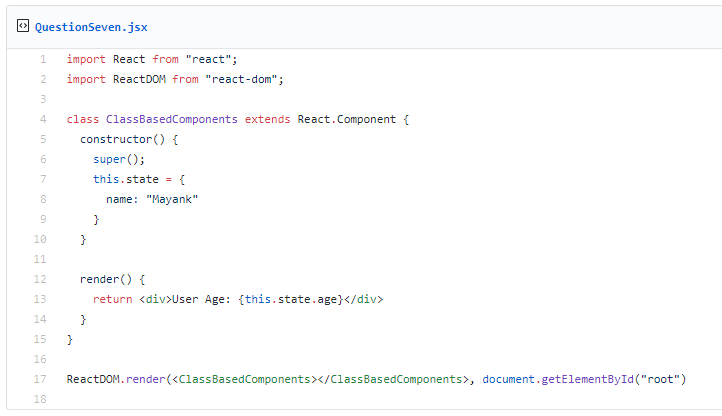 QuestionSeven.jsx
1 import React from "react";
2 import ReactDOM from "react-dom";
3
4 class ClassBasedComponents extends React.Component {
5   constructor() {
6     super();
7     this.state = {
8       name: "Mayank"
9     }
10   }
11
12   render() {
13     return <div>User Age: {this.state.age}</div>
14   }
15 }
16
17 ReactDOM.render(<ClassBasedComponents></ClassBasedComponents>, document.getElementById("root")
18